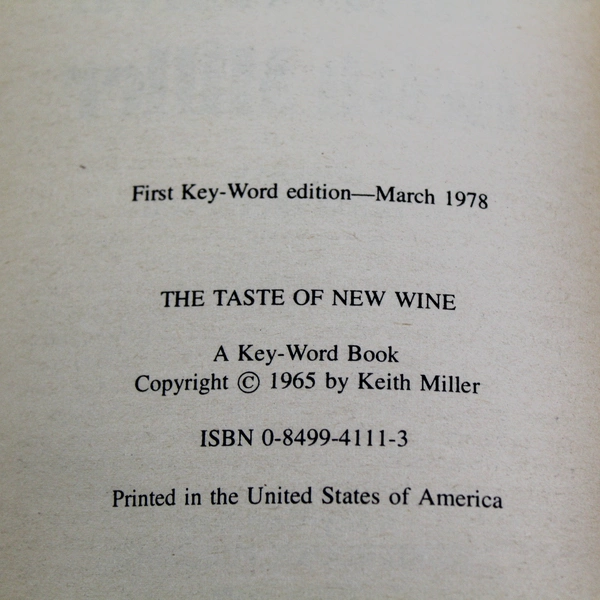 First Key-Word edition—March 1978
THE TASTE OF NEW WINE
A Key-Word Book
Copyright © 1965 by Keith Miller
ISBN 0-8499-4111-3
Printed in the United States of America